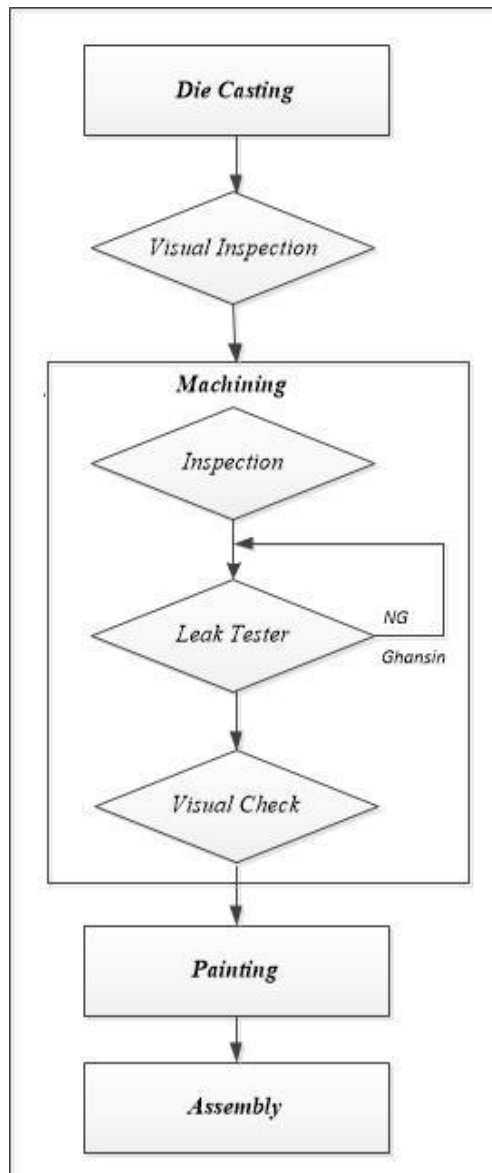 Die Casting
Visual Inspection
Machining
Inspection
Leak Tester
NG
Ghansin
Visual Check
Painting
Assembly